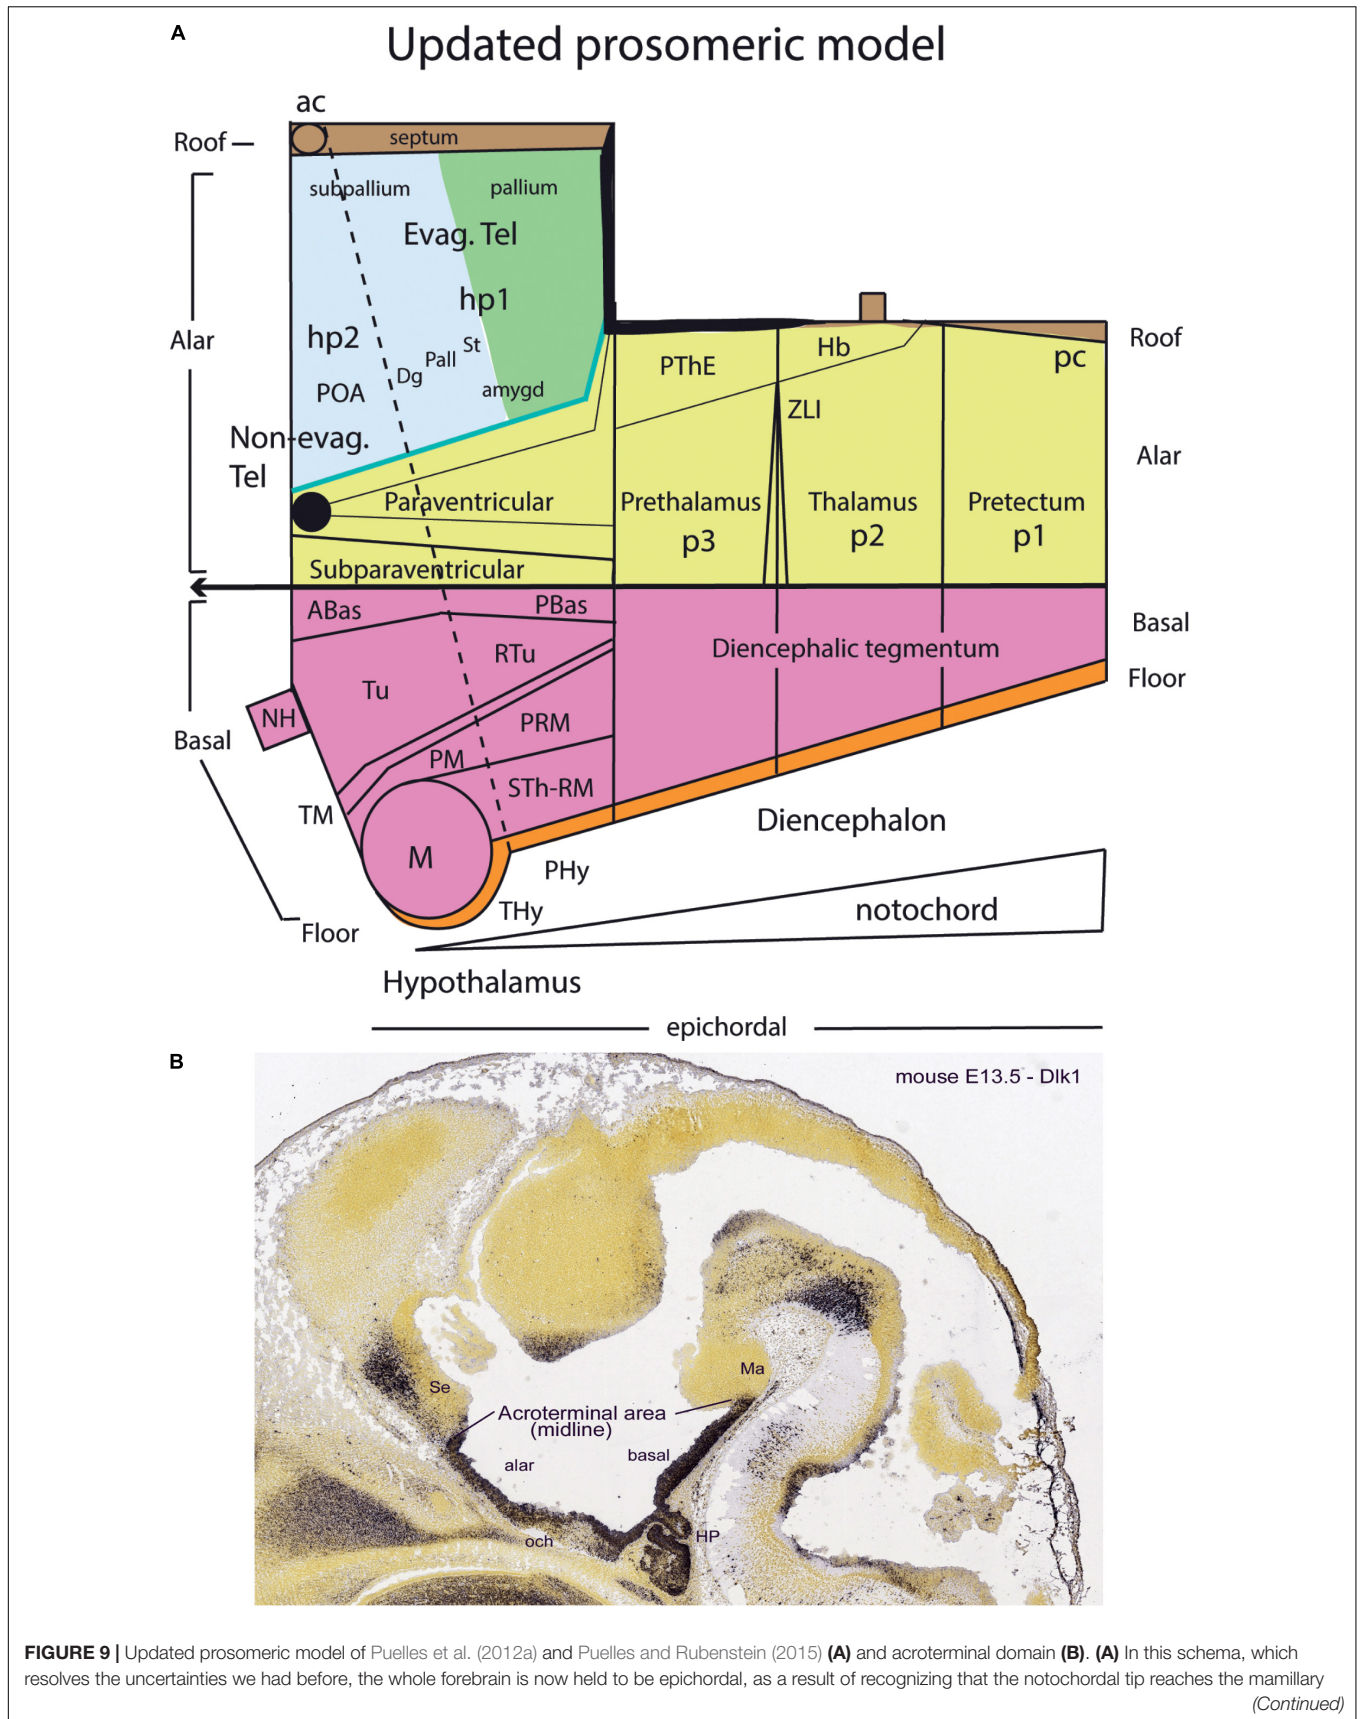 A
Updated prosomeric model
ac
Roof
septum
subpallium
pallium
Evag. Tel
hp1
hp2
Alar
St
Pall
Dg
POA
amygd
Non-evag.
Tel
PThE
Hb
pc
Roof
ZLI
Alar
Paraventricular
Prethalamus
p3
Thalamus
p2
Pretectum
p1
Subparaventricular
ABas
PBas
Basal
RTu
Diencephalic tegmentum
Tu
Floor
NH
PRM
Basal
PM
STh-RM
TM
M
Diencephalon
PHy
THy
notochord
Floor
Hypothalamus
epichordal
B
mouse E13.5 - Dlk1
Ma
Se
Acroterminal area
(midline)
basal
alar
och
HP
FIGURE 9 | Updated prosomeric model of Puelles et al. (2012a) and Puelles and Rubenstein (2015) (A) and acroterminal domain (B). (A) In this schema, which
resolves the uncertainties we had before, the whole forebrain is now held to be epichordal, as a result of recognizing that the notochordal tip reaches the mamillary
(Continued)